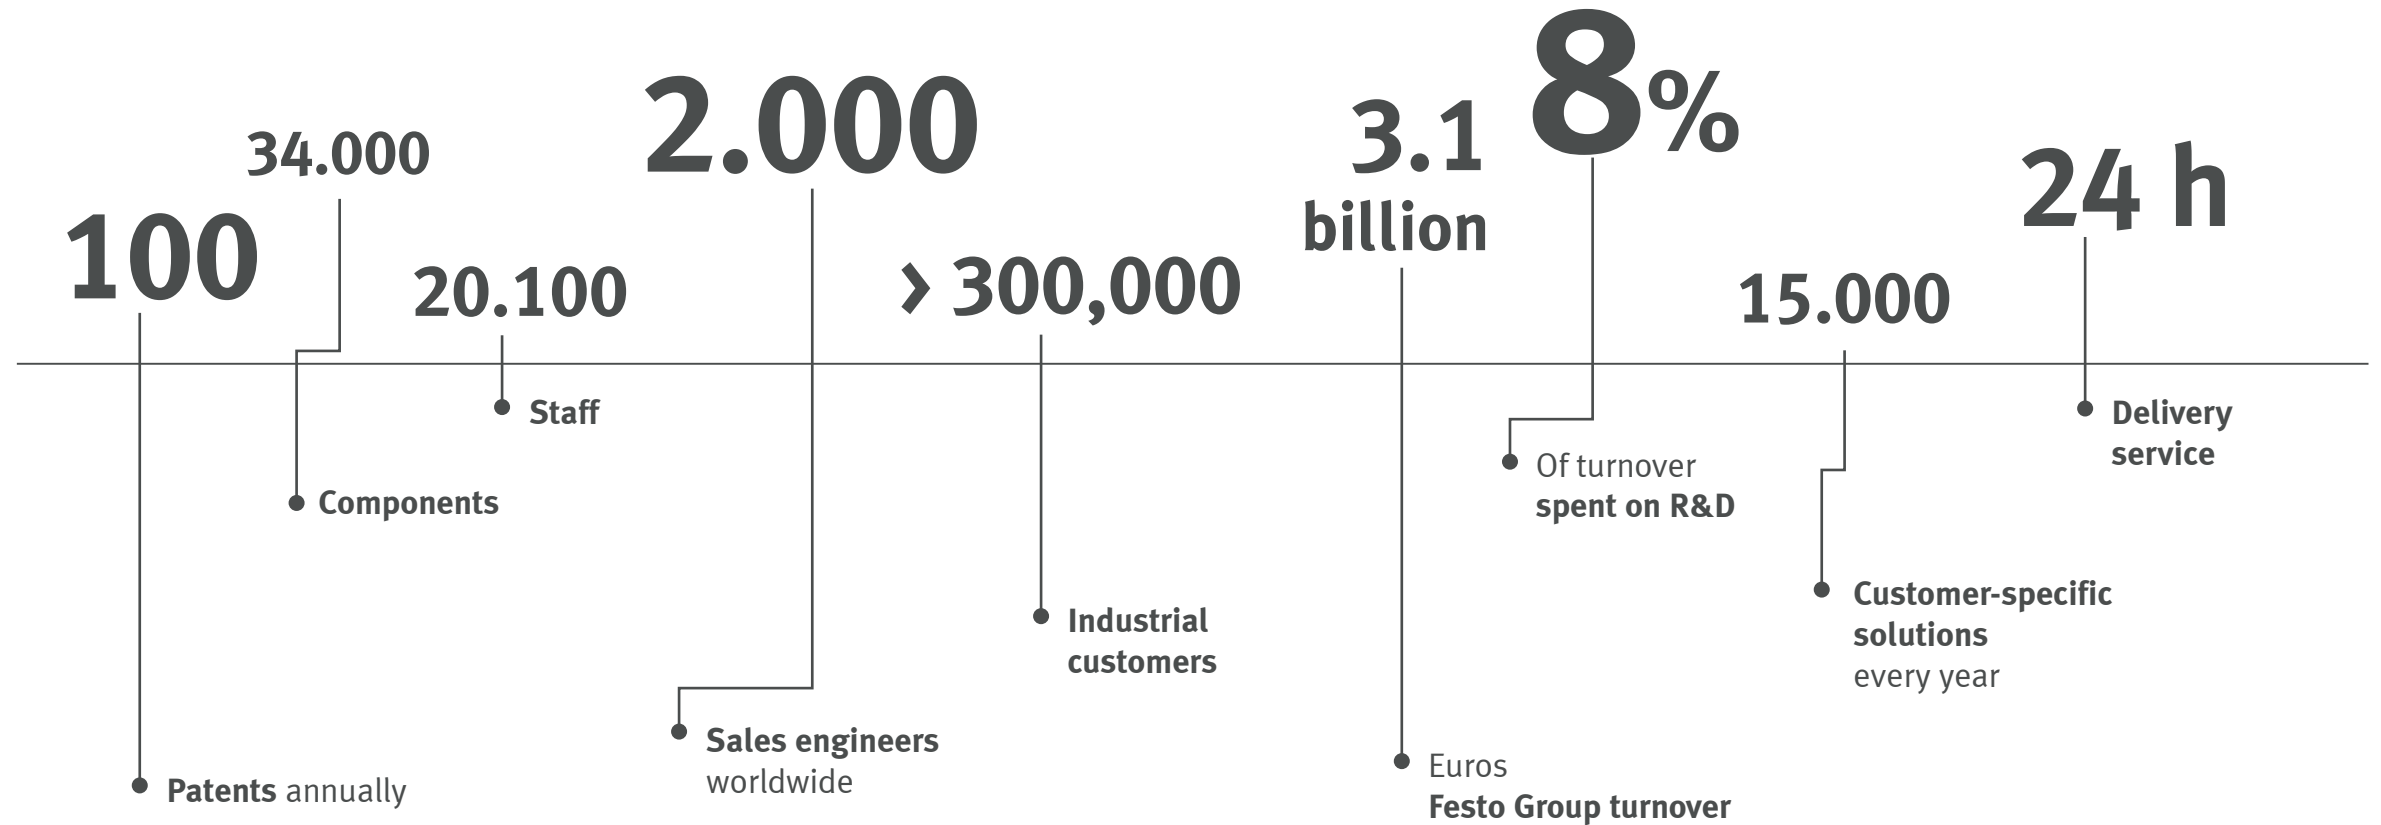 100
Patents annually
34.000
Components
20.100
Staff
2.000
Sales engineers
worldwide
> 300,000
Industrial
customers
3.1
billion
Euros
Festo Group turnover
8%
Of turnover
spent on R&D
15.000
Customer-specific
solutions
every year
24 h
Delivery
service